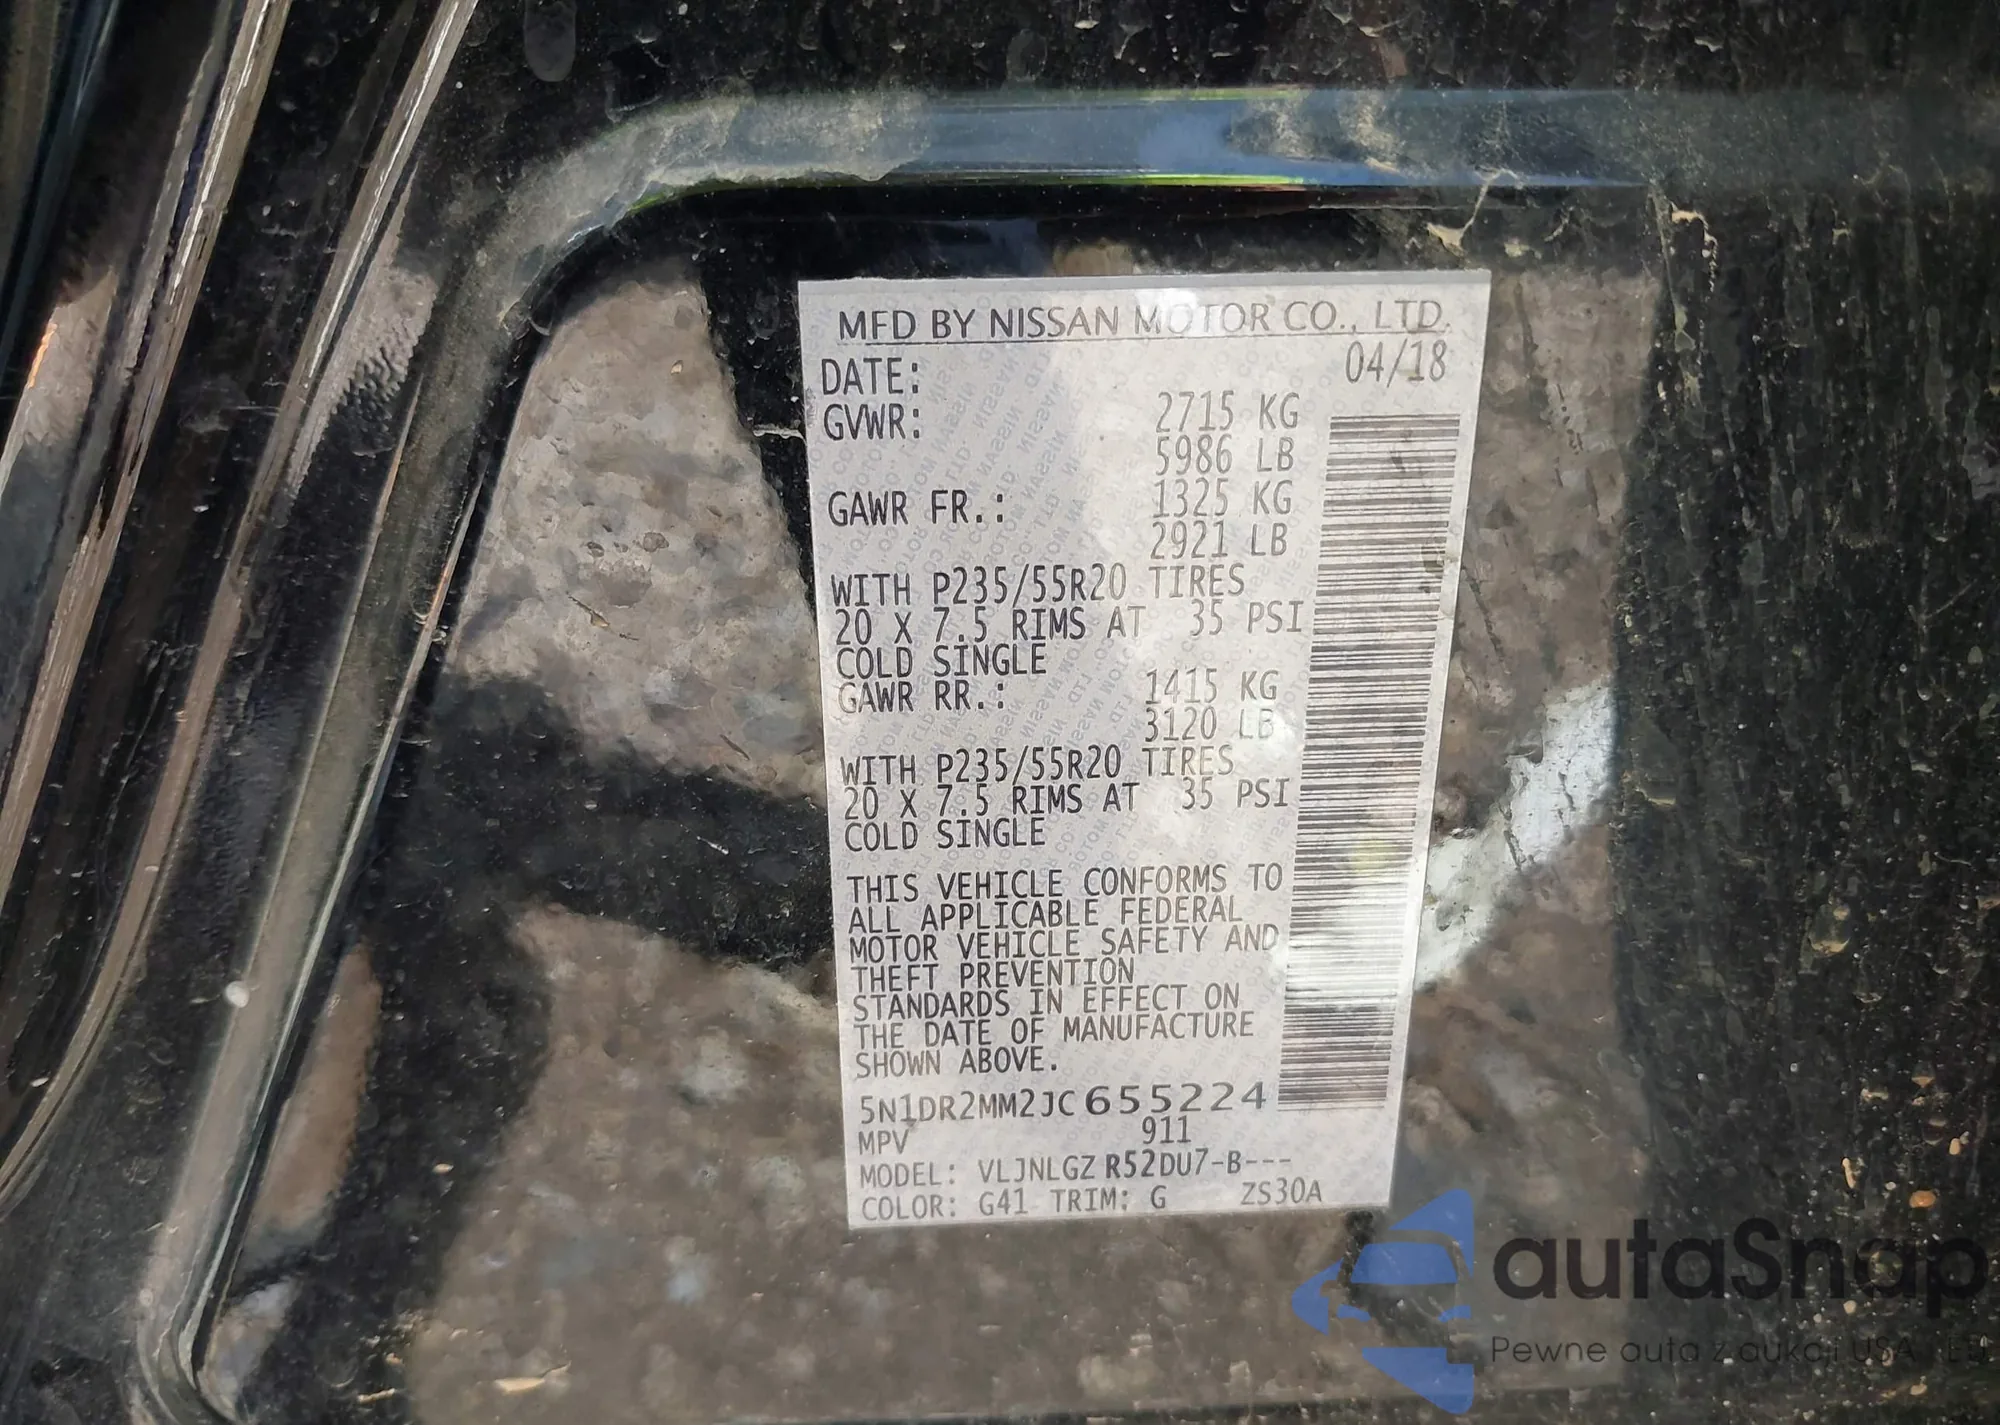 MFD BY NISSAN MOTOR CO., LTD.
DATE: 04/18
GVWR: 2715 KG
5986 LB
GAWR FR.: 1325 KG
2921 LB
WITH P235/55R20 TIRES
20 X 7.5 RIMS AT 35 PSI
COLD SINGLE
GAWR RR.: 1415 KG
3120 LB
WITH P235/55R20 TIRES
20 X 7.5 RIMS AT 35 PSI
COLD SINGLE
THIS VEHICLE CONFORMS TO
ALL APPLICABLE FEDERAL
MOTOR VEHICLE SAFETY AND
THEFT PREVENTION
STANDARDS IN EFFECT ON
THE DATE OF MANUFACTURE
SHOWN ABOVE.
5N1DR2MM2JC655224
MPV 911
MODEL: VLJNLGZ R52DU7-B---
COLOR: G41 TRIM: G ZS30A
autaSnap
Pewne auta z aukcji USA